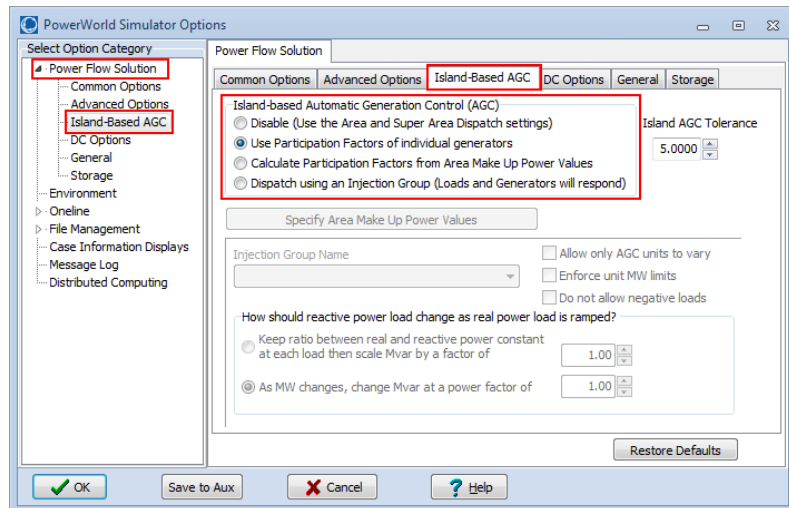 PowerWorld Simulator Options
Select Option Category
Power Flow Solution
Common Options
Advanced Options
Island-Based AGC
DC Options
General
Storage
Environment
Oneline
File Management
Case Information Displays
Message Log
Distributed Computing
Power Flow Solution
Common Options Advanced Options Island-Based AGC DC Options General Storage
Island-based Automatic Generation Control (AGC)
Disable (Use the Area and Super Area Dispatch settings)
Use Participation Factors of individual generators
Calculate Participation Factors from Area Make Up Power Values
Dispatch using an Injection Group (Loads and Generators will respond)
Island AGC Tolerance
5.0000
Specify Area Make Up Power Values
Injection Group Name
Allow only AGC units to vary
Enforce unit MW limits
Do not allow negative loads
How should reactive power load change as real power load is ramped?
Keep ratio between real and reactive power constant
at each load then scale Mvar by a factor of 1.00
As MW changes, change Mvar at a power factor of 1.00
Restore Defaults
OK Save to Aux Cancel ? Help